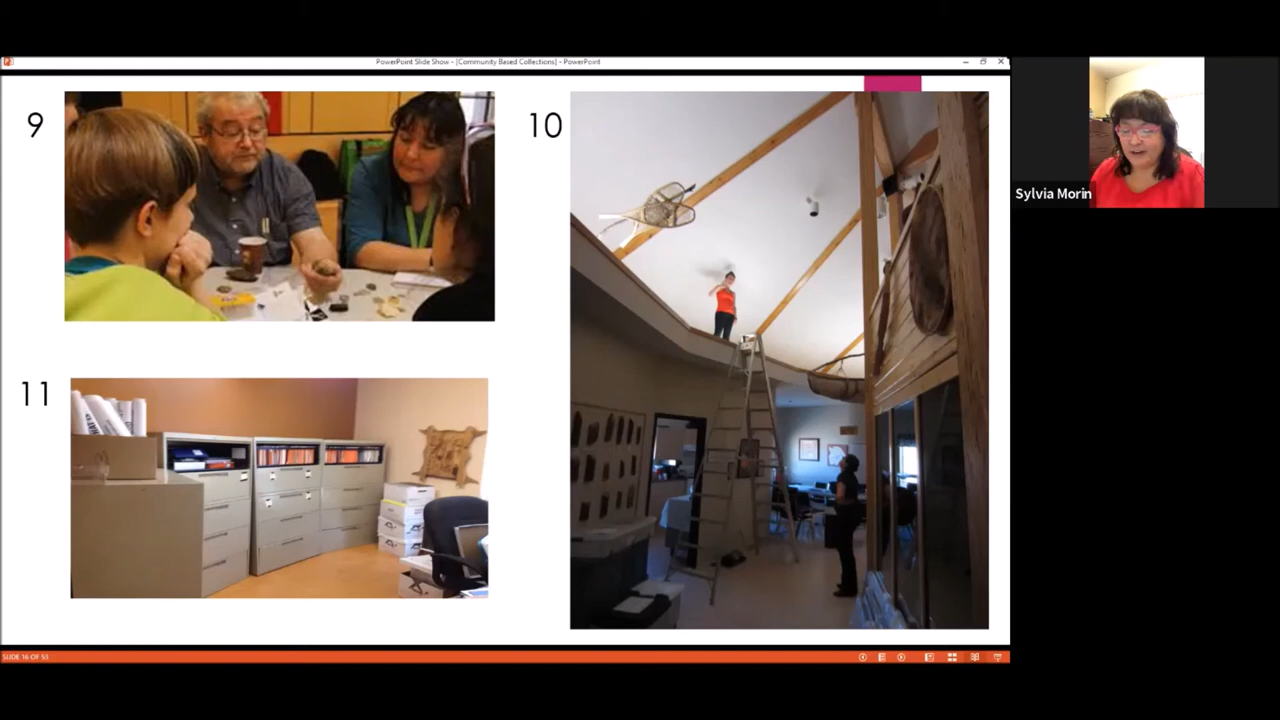 PowerPoint Slide Show - [Community Based Collections] - PowerPoint
9
10
Sylvia Morin
11
SLIDE 16 OF 53